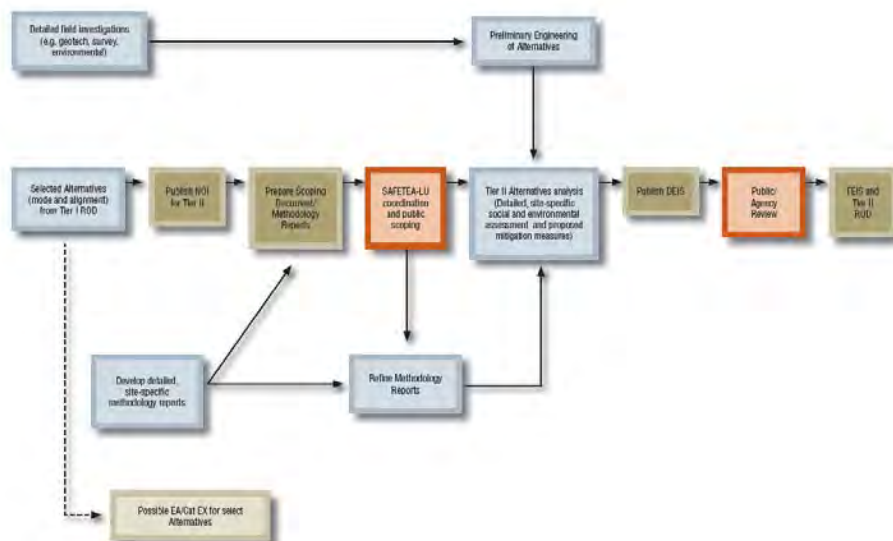 Detailed field investigations
(e.g. geotech, survey,
environmental)
Preliminary Engineering
of Alternatives
Selected Alternatives
(mode and alignment)
from Tier I ROD
Publish NOI
for Tier II
Prepare Scoping
Document/
Methodology
Reports
SAFETEA-LU
coordination
and public
scoping
Tier II Alternatives analysis
(Detailed, site-specific
social and environmental
assessment and proposed
mitigation measures)
Publish DEIS
Public/
Agency
Review
FEIS and
Tier II
ROD
Develop detailed,
site-specific
methodology reports
Refine Methodology
Reports
Possible EA/Cat EX for select
Alternatives